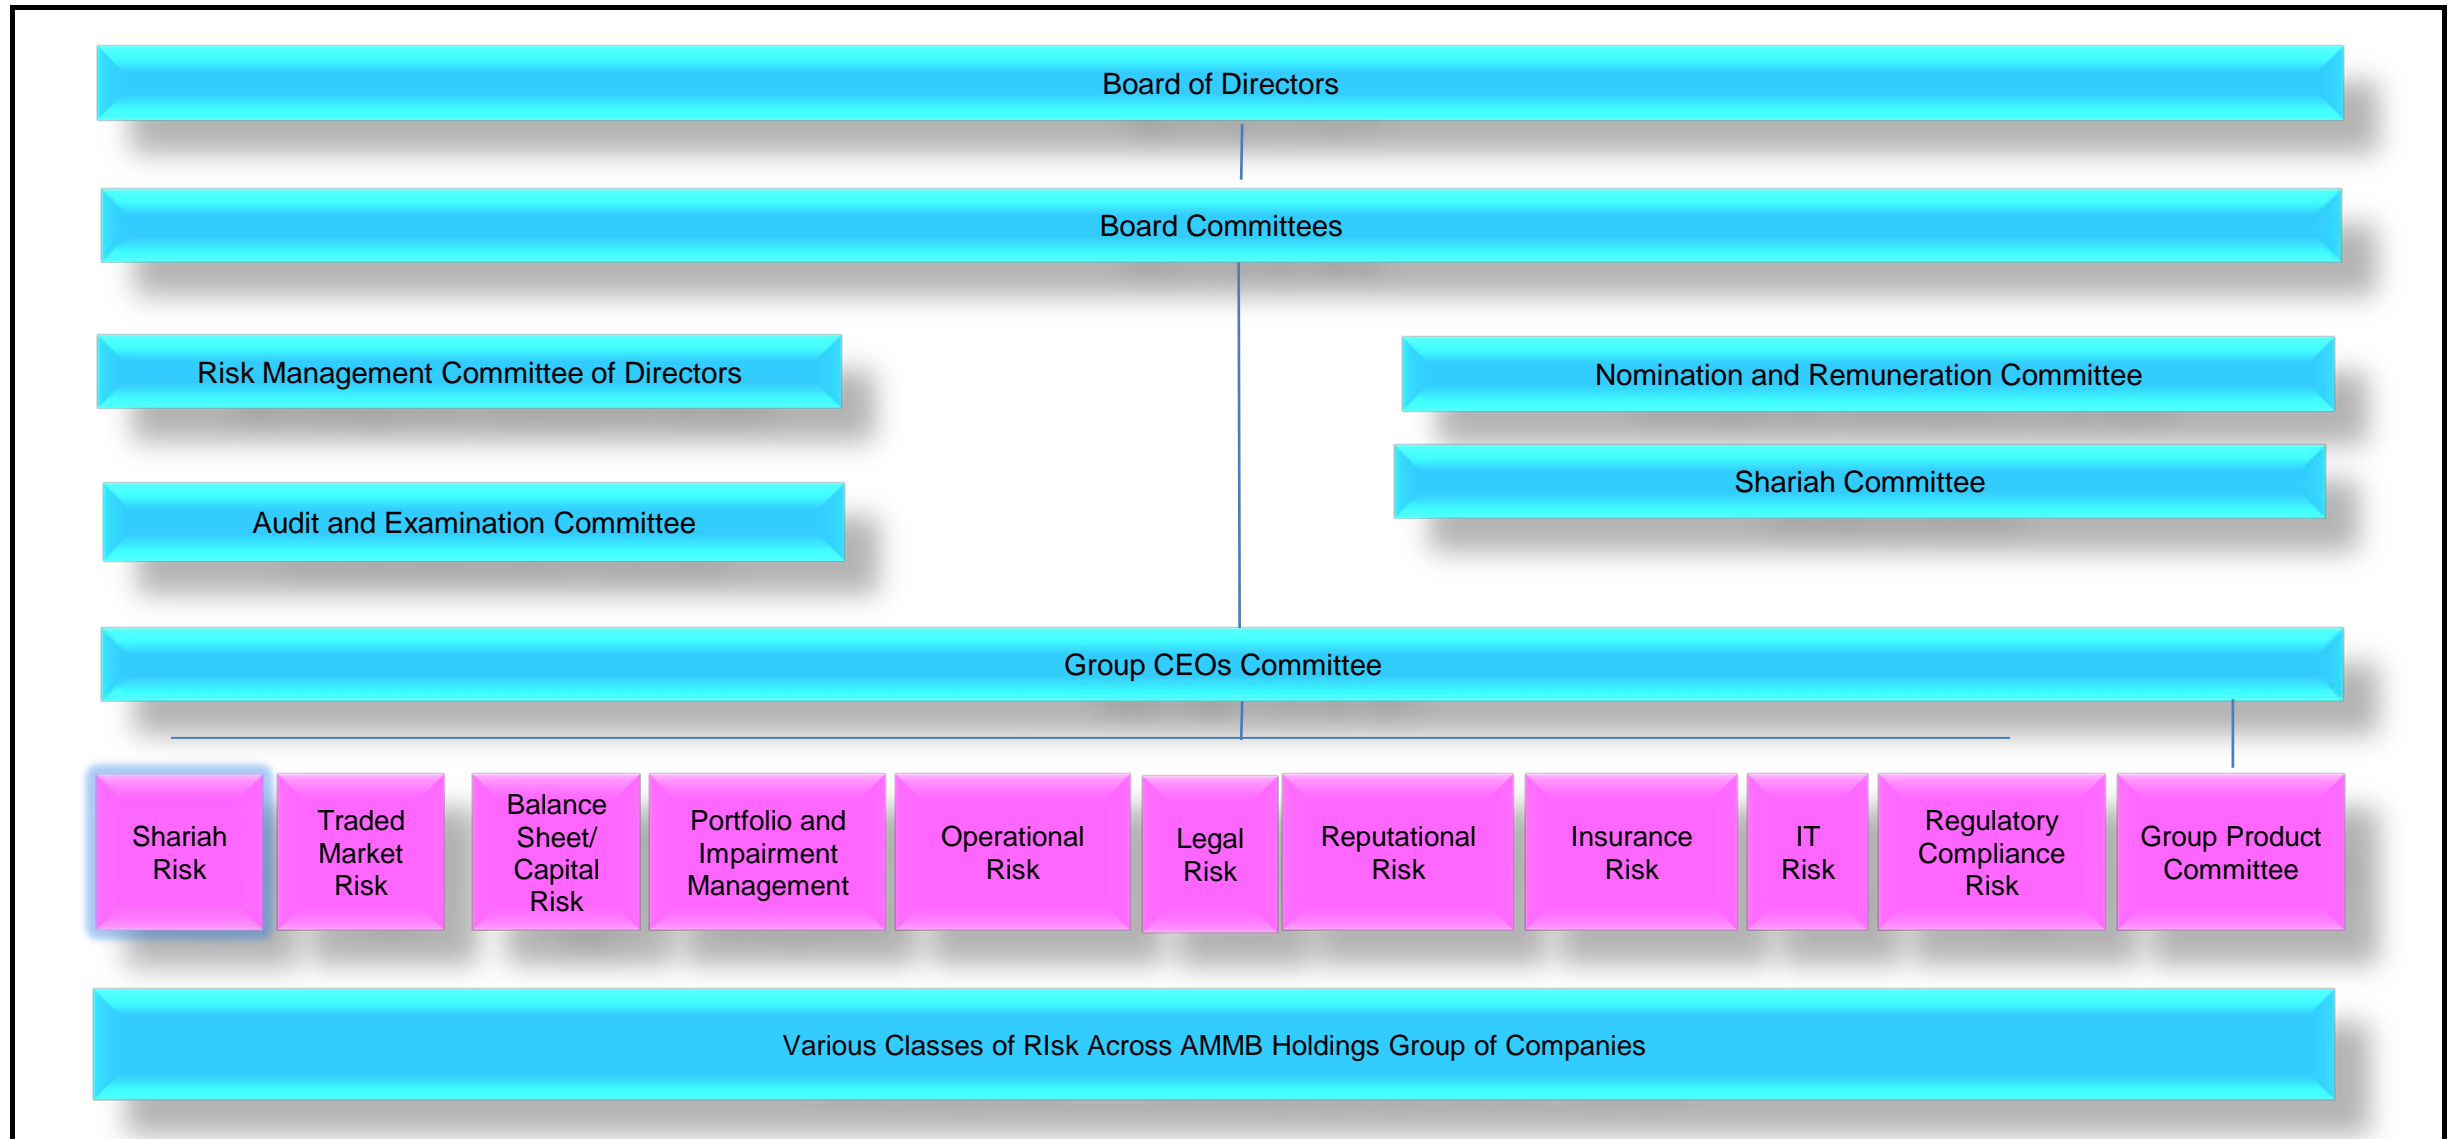 Board of Directors
Board Committees
Risk Management Committee of Directors
Nomination and Remuneration Committee
Shariah Committee
Audit and Examination Committee
Group CEOs Committee
Shariah
Risk
Traded
Market
Risk
Balance
Sheet/
Capital
Risk
Portfolio and
Impairment
Management
Operational
Risk
Legal
Risk
Reputational
Risk
Insurance
Risk
IT
Risk
Regulatory
Compliance
Risk
Group Product
Committee
Various Classes of RIsk Across AMMB Holdings Group of Companies